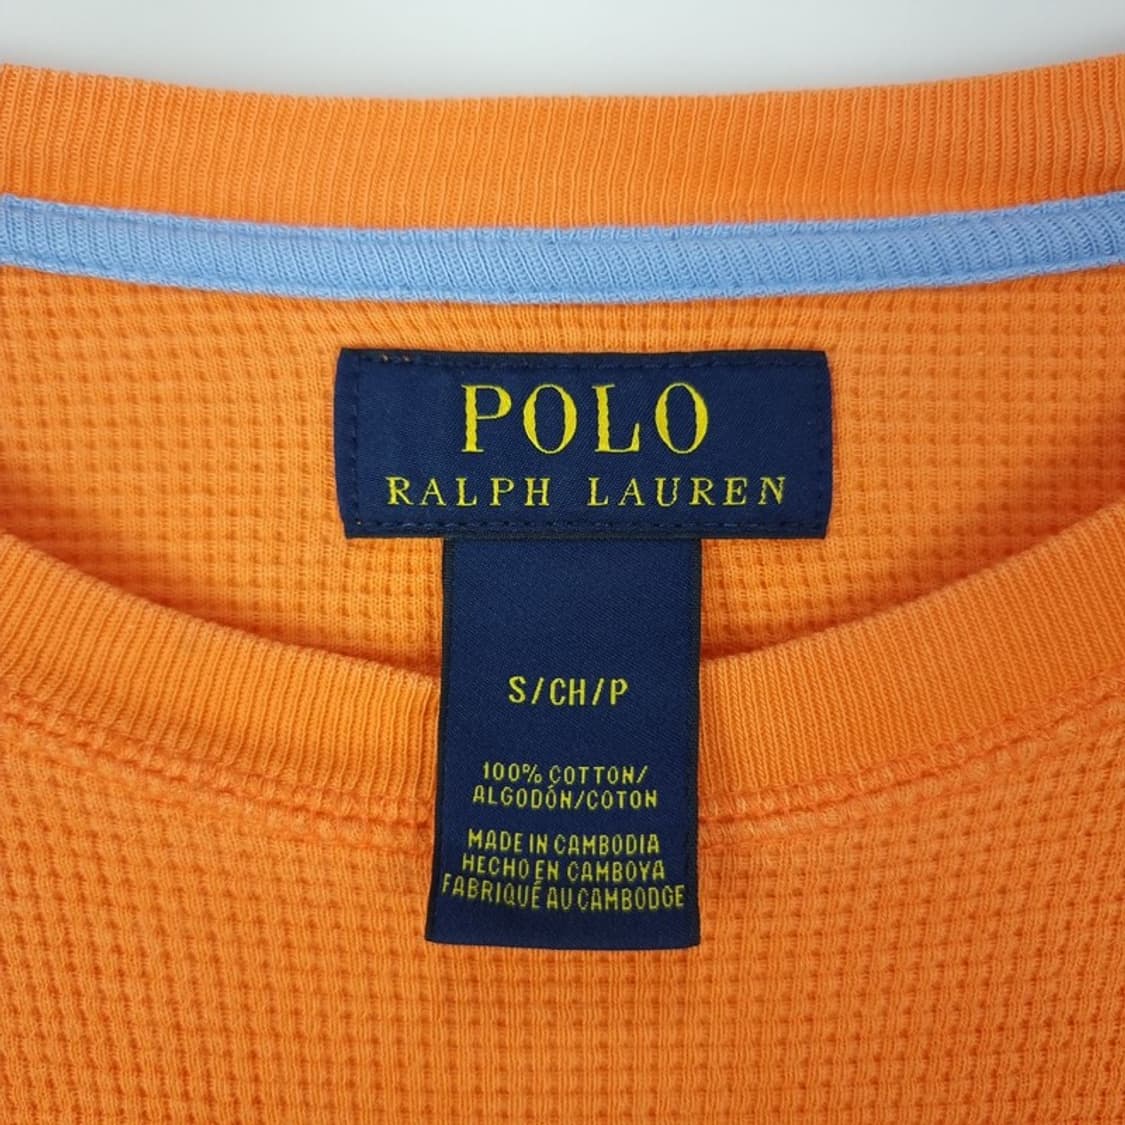 POLO
RALPH LAUREN
S/CH/P
100% COTTON/
ALGODÓN/COTON
MADE IN CAMBODIA
HECHO EN CAMBOYA
FABRIQUÉ AU CAMBODGE